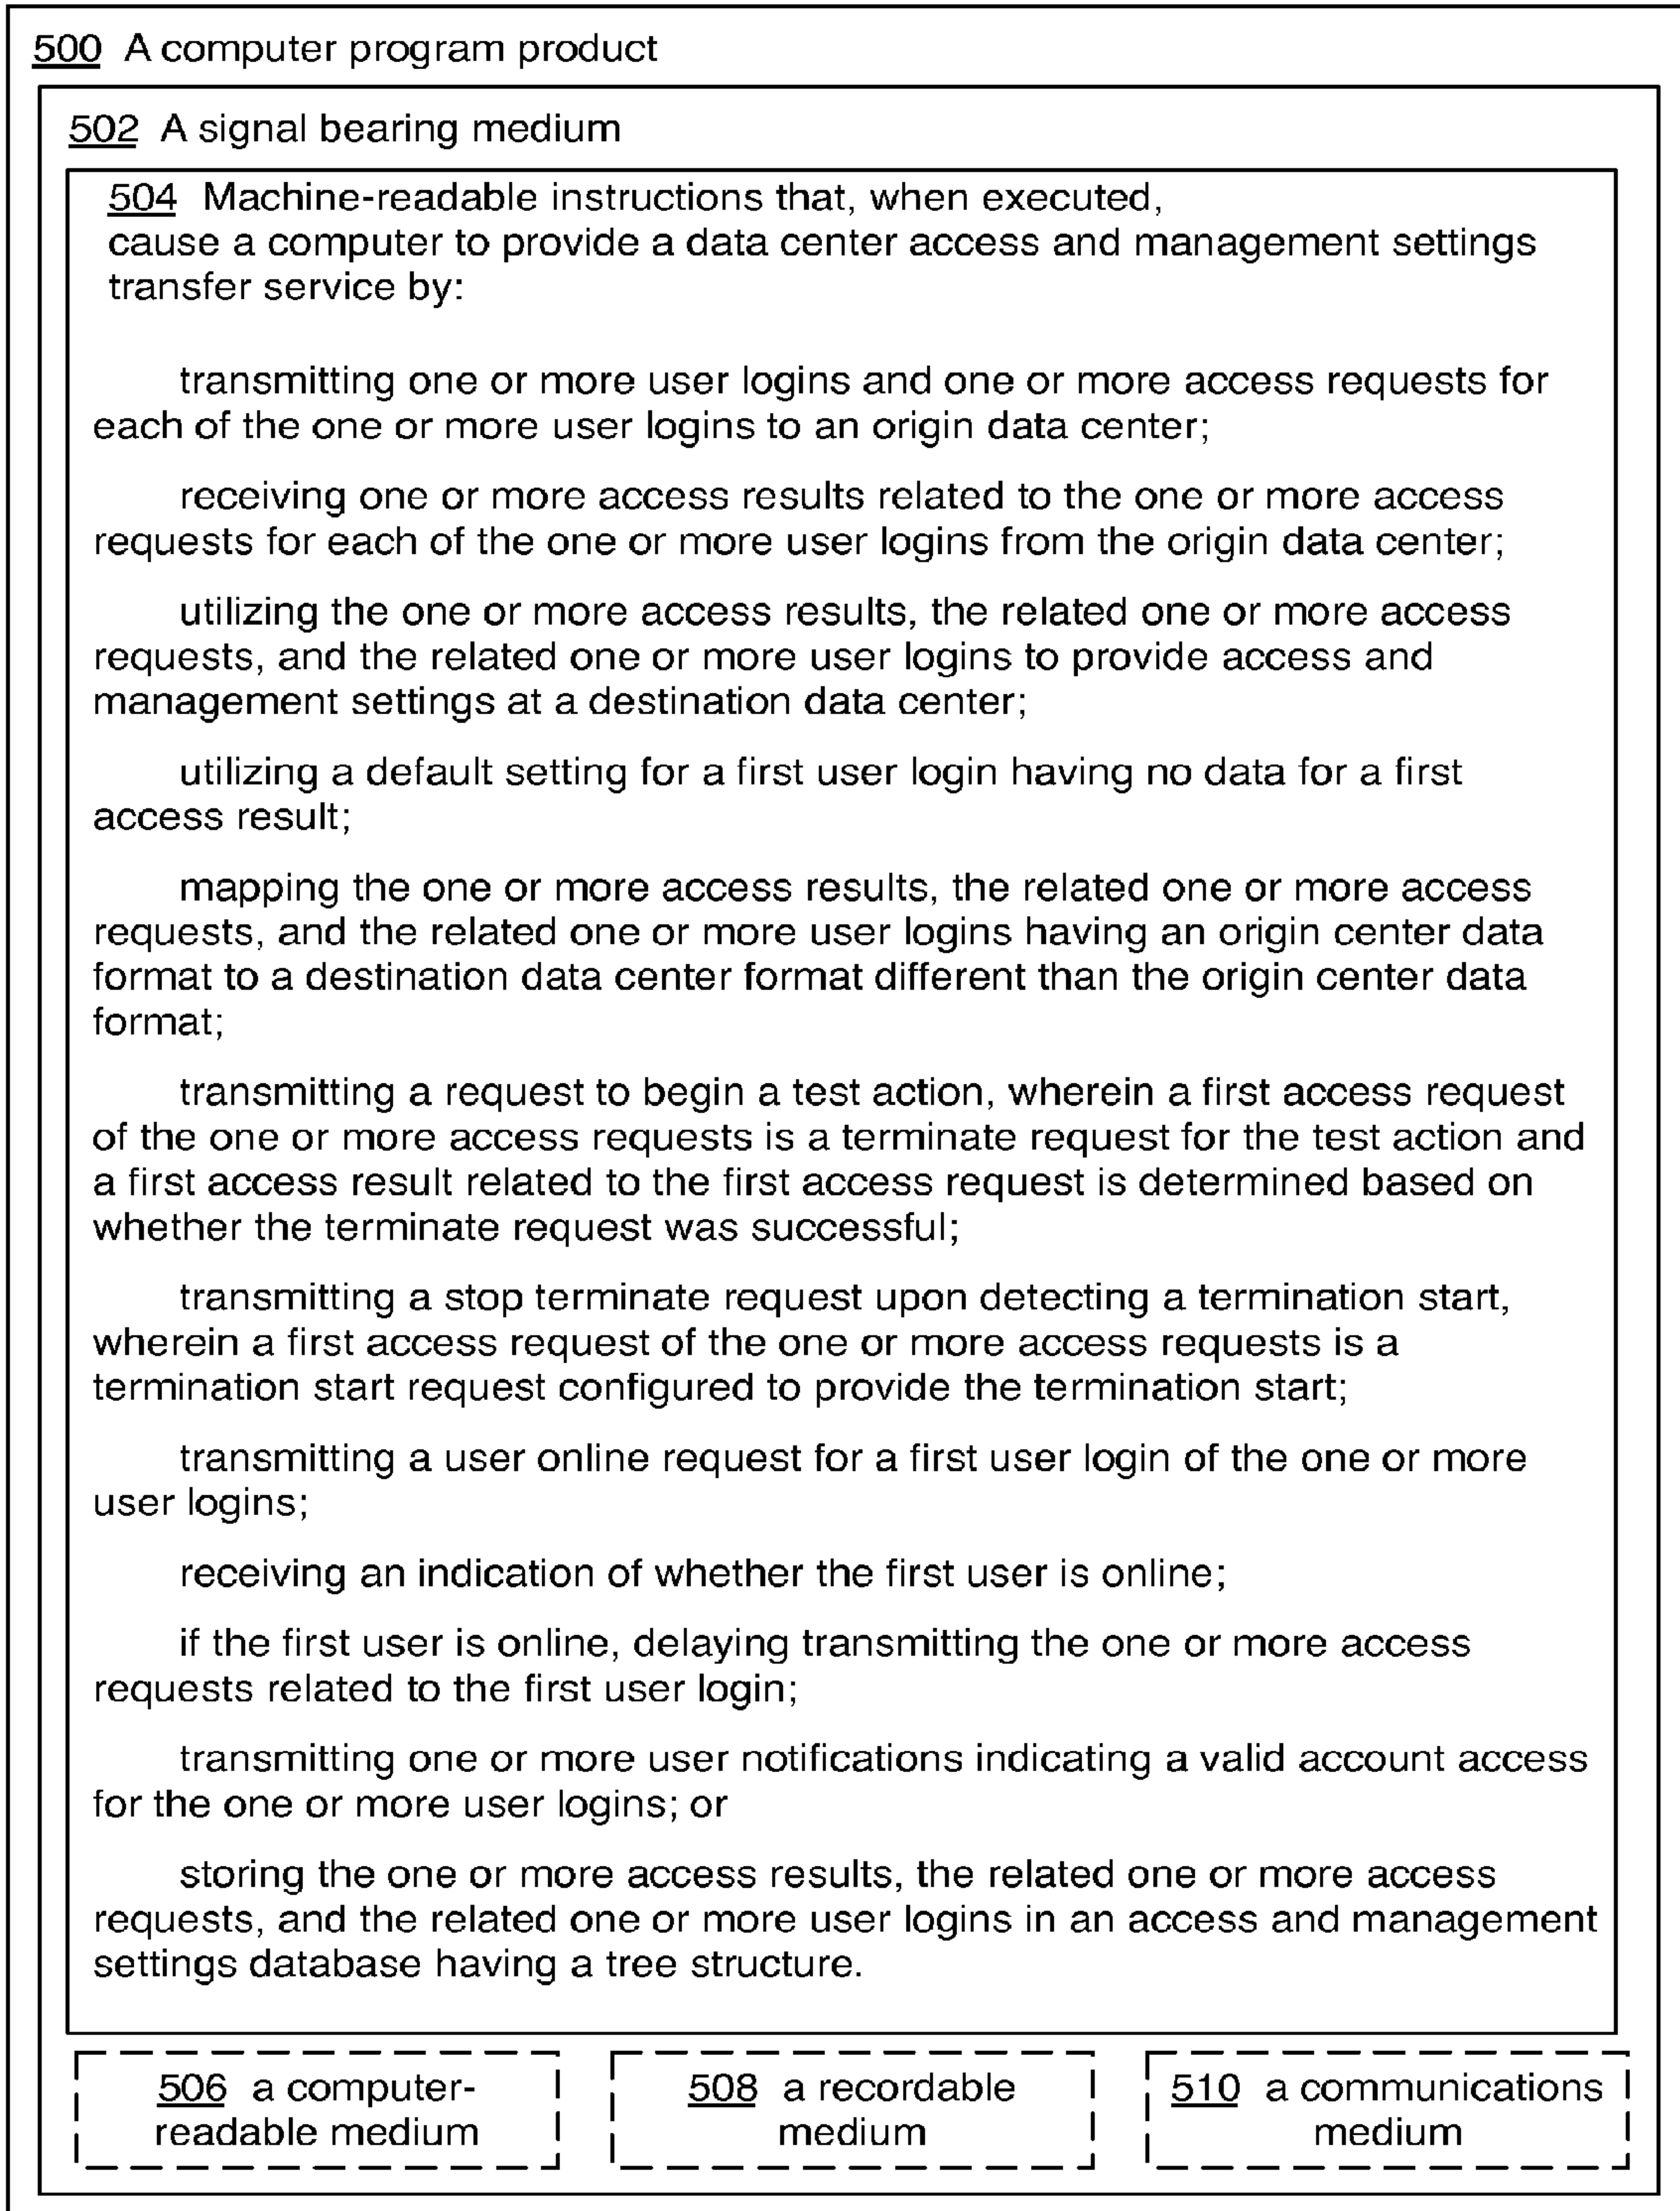 500 A computer program product
502 A signal bearing medium
504 Machine-readable instructions that, when executed,
cause a computer to provide a data center access and management settings
transfer service by:
transmitting one or more user logins and one or more access requests for
each of the one or more user logins to an origin data center;
receiving one or more access results related to the one or more access
requests for each of the one or more user logins from the origin data center;
utilizing the one or more access results, the related one or more access
requests, and the related one or more user logins to provide access and
management settings at a destination data center;
utilizing a default setting for a first user login having no data for a first
access result;
mapping the one or more access results, the related one or more access
requests, and the related one or more user logins having an origin center data
format to a destination data center format different than the origin center data
format;
transmitting a request to begin a test action, wherein a first access request
of the one or more access requests is a terminate request for the test action and
a first access result related to the first access request is determined based on
whether the terminate request was successful;
transmitting a stop terminate request upon detecting a termination start,
wherein a first access request of the one or more access requests is a
termination start request configured to provide the termination start;
transmitting a user online request for a first user login of the one or more
user logins;
receiving an indication of whether the first user is online;
if the first user is online, delaying transmitting the one or more access
requests related to the first user login;
transmitting one or more user notifications indicating a valid account access
for the one or more user logins; or
storing the one or more access results, the related one or more access
requests, and the related one or more user logins in an access and management
settings database having a tree structure.
506 a computer-
readable medium
508 a recordable
medium
510 a communications
medium